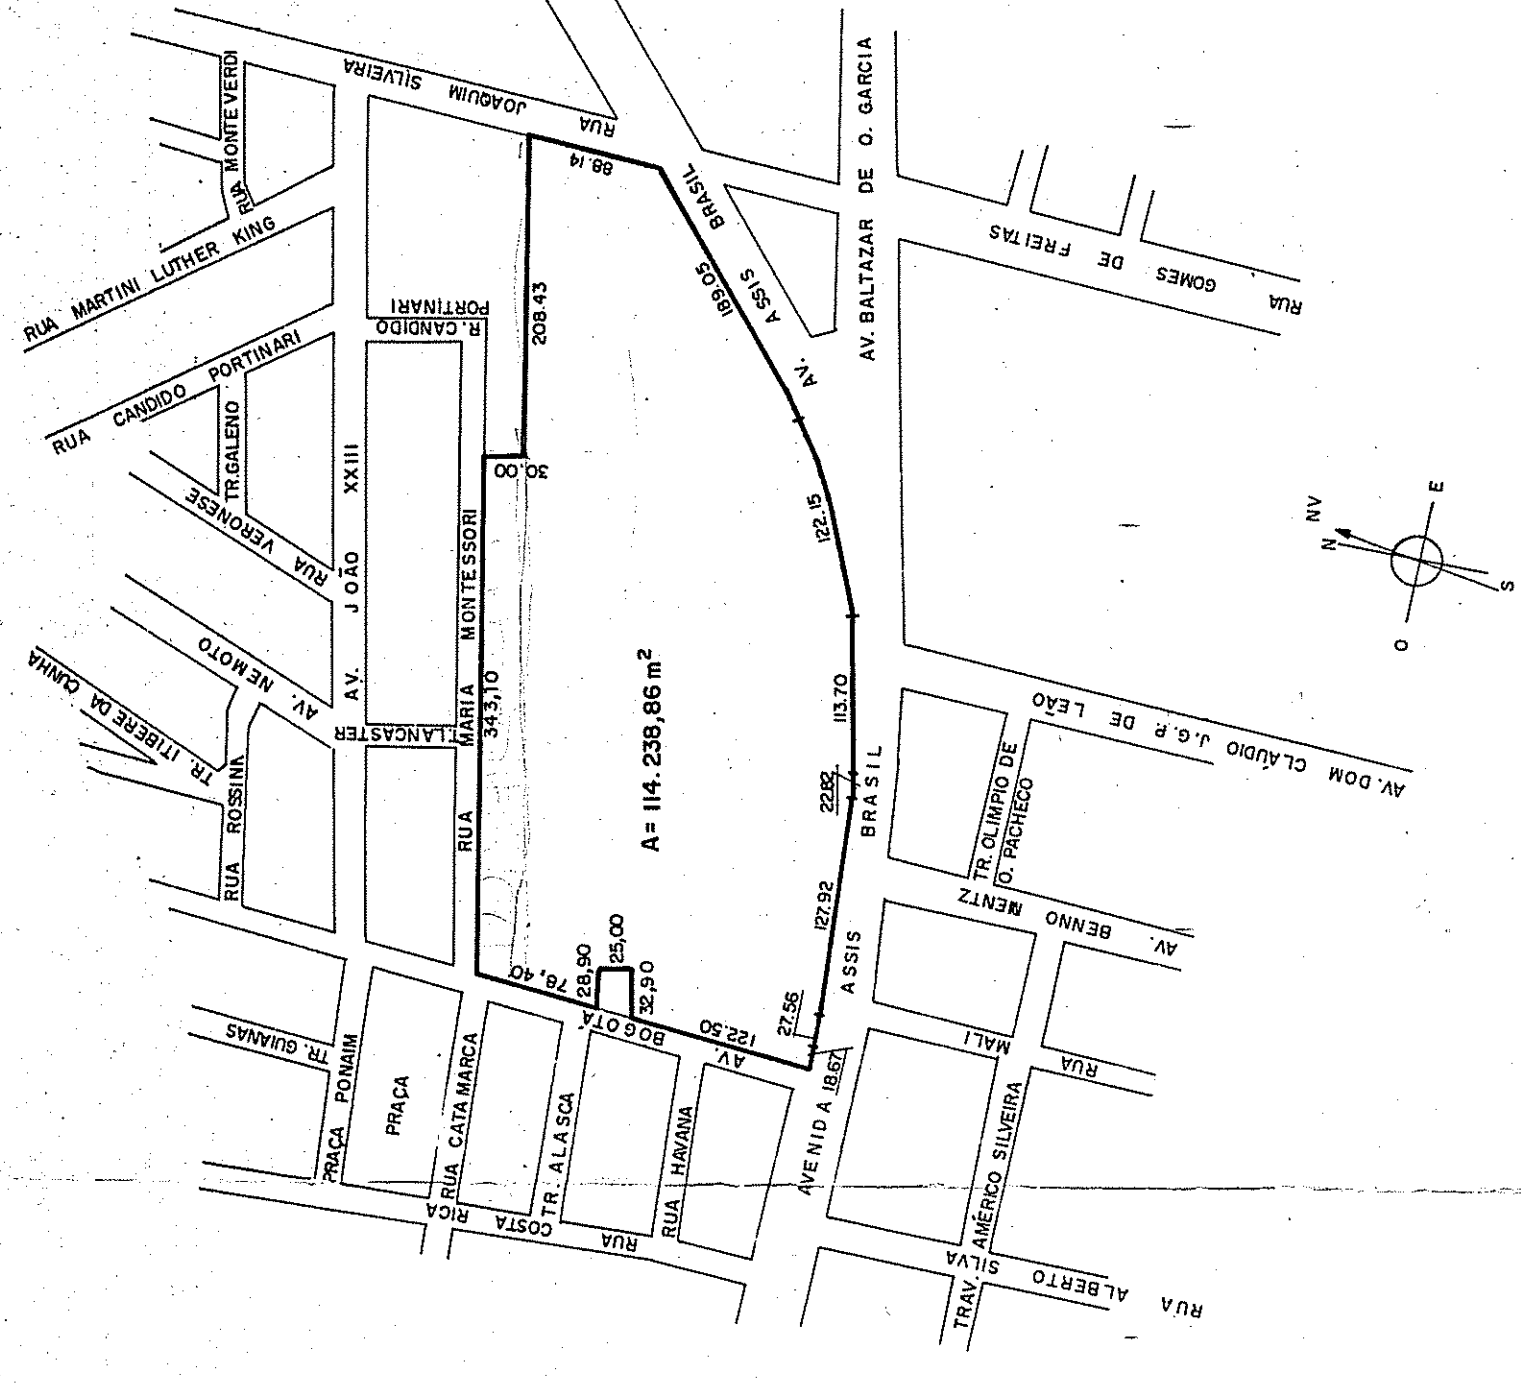 RUA MONTEVERDI
RUA JOAQUIM SILVEIRA
RUA MARTINI LUTHER KING
RUA CANDIDO PORTINARI
TR. GALENO
RUA VERONESE
AV. JOÃO XXIII
AV. NEMOTO
TR. ITIBERE DA CUNHA
RUA ROSSINA
R. CANDIDO
PORTINARI
T. LANCASTER
RUA MARIA MONTESSORI
343,10
30,00
208.43
88.14
189.05
122.15
113.70
22.82
127.92
27.56
18.67
122.50
32,90
25,00
28,90
78,40
A= 114.238,86 m²
AV. ASSIS BRASIL
AV. BALTAZAR DE O. GARCIA
RUA GOMES DE FREITAS
AV. DOM CLÁUDIO J.G.P. DE LEÃO
TR. OLIMPIO DE
O. PACHECO
AV. BENNO MENTZ
AVENIDA ASSIS BRASIL
RUA MALI
TRAV. AMÉRICO SILVEIRA
RUA ALBERTO SILVA
AV. BOGOTÁ
TR. GUIANAS
PRAÇA PONAIM
PRAÇA
RUA CATAMARCA
TR. ALASCA
RUA HAVANA
RUA COSTA RICA
NV
N
E
S
O